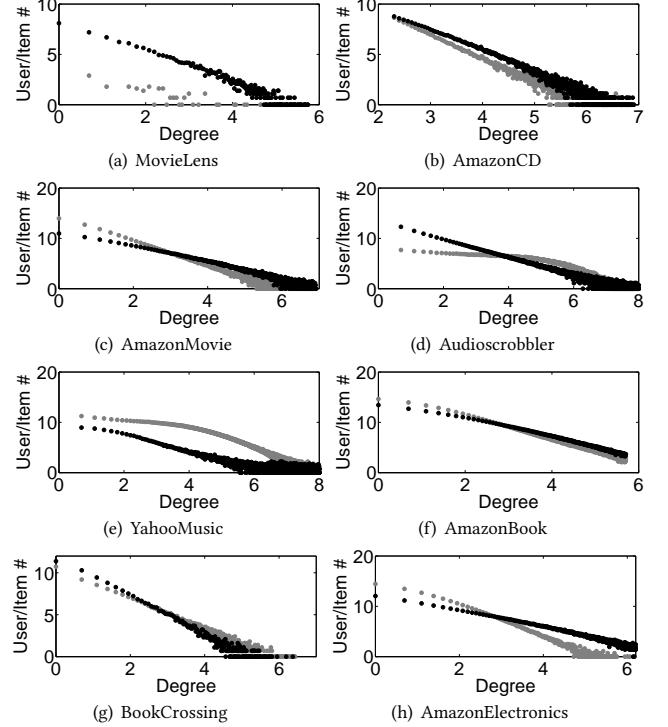 10
5
0
0 2 4 6
User/Item #
Degree
(a) MovieLens
10
5
0
2 3 4 5 6 7
User/Item #
Degree
(b) AmazonCD
20
10
0
0 2 4 6 8
User/Item #
Degree
(c) AmazonMovie
20
10
0
0 2 4 6 8
User/Item #
Degree
(d) Audioscrobbler
20
10
0
0 2 4 6 8
User/Item #
Degree
(e) YahooMusic
20
10
0
0 2 4 6
User/Item #
Degree
(f) AmazonBook
10
5
0
0 2 4 6
User/Item #
Degree
(g) BookCrossing
20
10
0
0 2 4 6
User/Item #
Degree
(h) AmazonElectronics